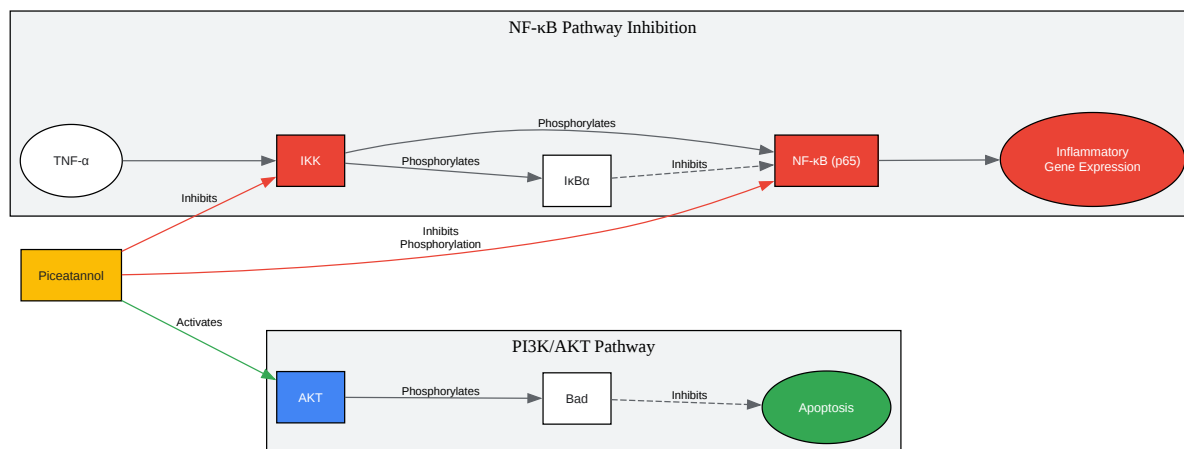 NF-κB Pathway Inhibition
Phosphorylates
TNF-α
IKK
Phosphorylates
IκBα
Inhibits
NF-κB (p65)
Inflammatory
Gene Expression
Inhibits
Inhibits
Phosphorylation
Piceatannol
Activates
PI3K/AKT Pathway
AKT
Phosphorylates
Bad
Inhibits
Apoptosis